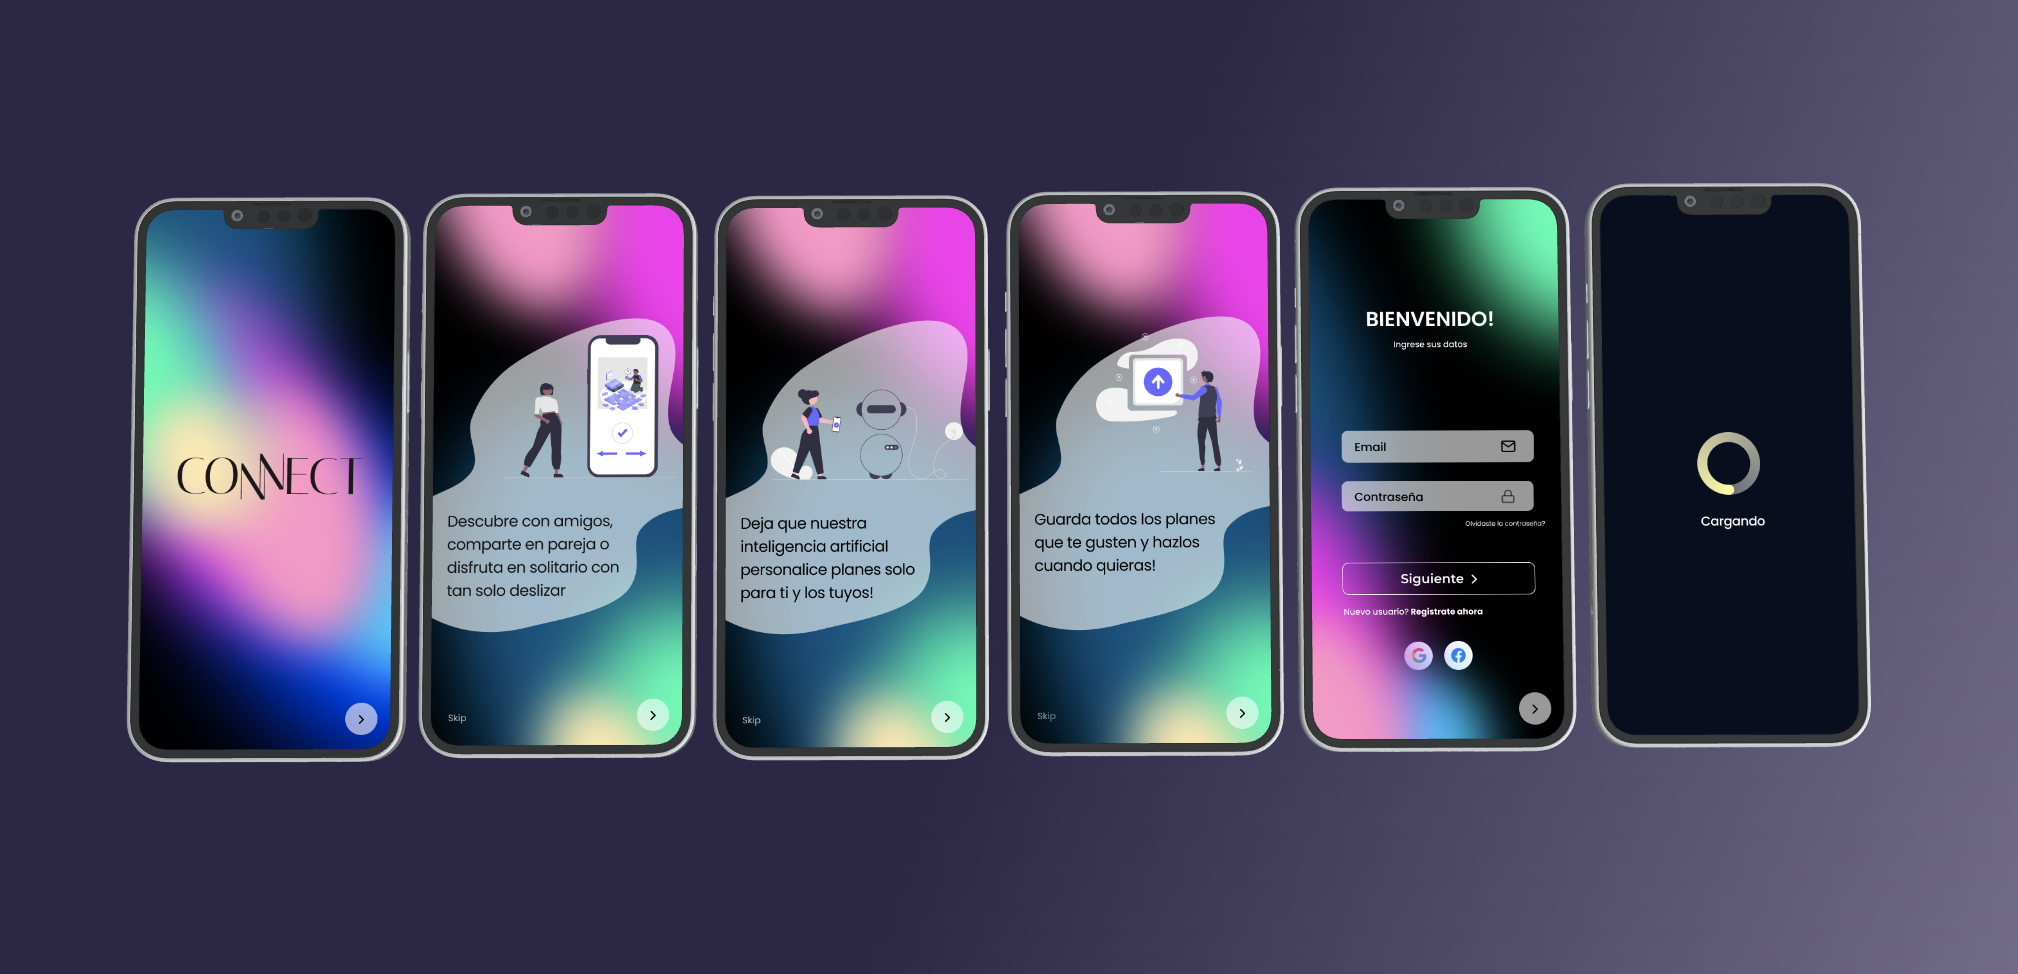 CONNECT
Descubre con amigos,
comparte en pareja o
disfruta en solitario con
tan solo deslizar
Skip
Deja que nuestra
inteligencia artificial
personalice planes solo
para ti y los tuyos!
Skip
Guarda todos los planes
que te gusten y hazlos
cuando quieras!
Skip
BIENVENIDO!
Ingrese sus datos
Email
Contraseña
Olvidaste la contraseña?
Siguiente
Nuevo usuario? Registrate ahora
Cargando